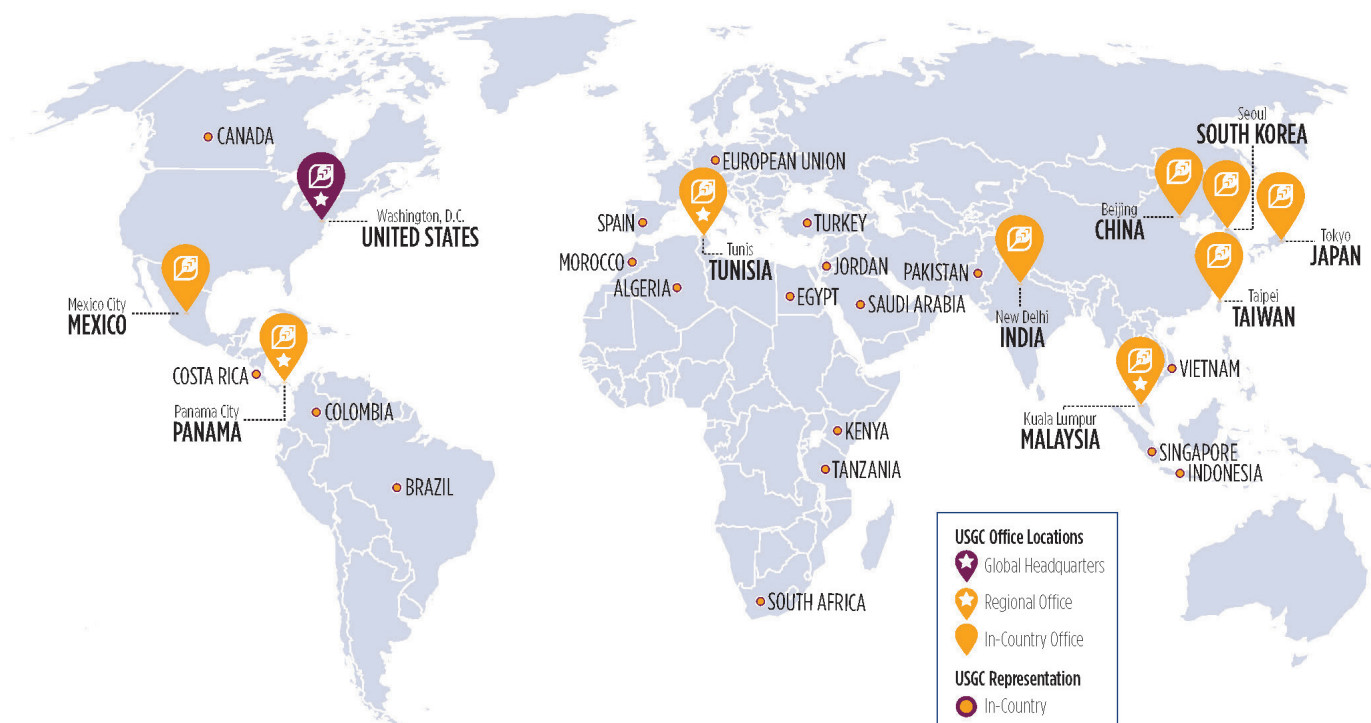 CANADA
Washington, D.C.
UNITED STATES
Mexico City
MEXICO
COSTA RICA
Panama City
PANAMA
COLOMBIA
BRAZIL
EUROPEAN UNION
SPAIN
TURKEY
Tunis
TUNISIA
MOROCCO
ALGERIA
JORDAN
EGYPT
SAUDI ARABIA
PAKISTAN
New Delhi
INDIA
KENYA
TANZANIA
SOUTH AFRICA
Seoul
SOUTH KOREA
Beijing
CHINA
Tokyo
JAPAN
Taipei
TAIWAN
VIETNAM
Kuala Lumpur
MALAYSIA
SINGAPORE
INDONESIA
USGC Office Locations
Global Headquarters
Regional Office
In-Country Office
USGC Representation
In-Country